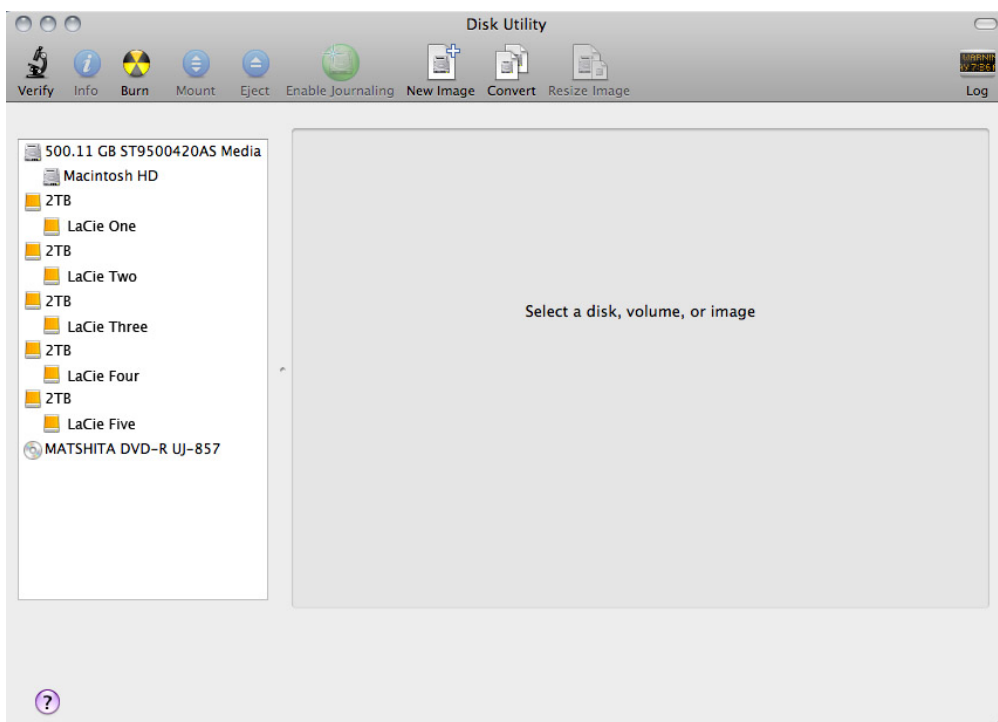 Disk Utility
Verify Info Burn Mount Eject Enable Journaling New Image Convert Resize Image Log
500.11 GB ST9500420AS Media
Macintosh HD
2TB
LaCie One
2TB
LaCie Two
2TB
LaCie Three
2TB
LaCie Four
2TB
LaCie Five
MATSHITA DVD-R UJ-857
Select a disk, volume, or image
?